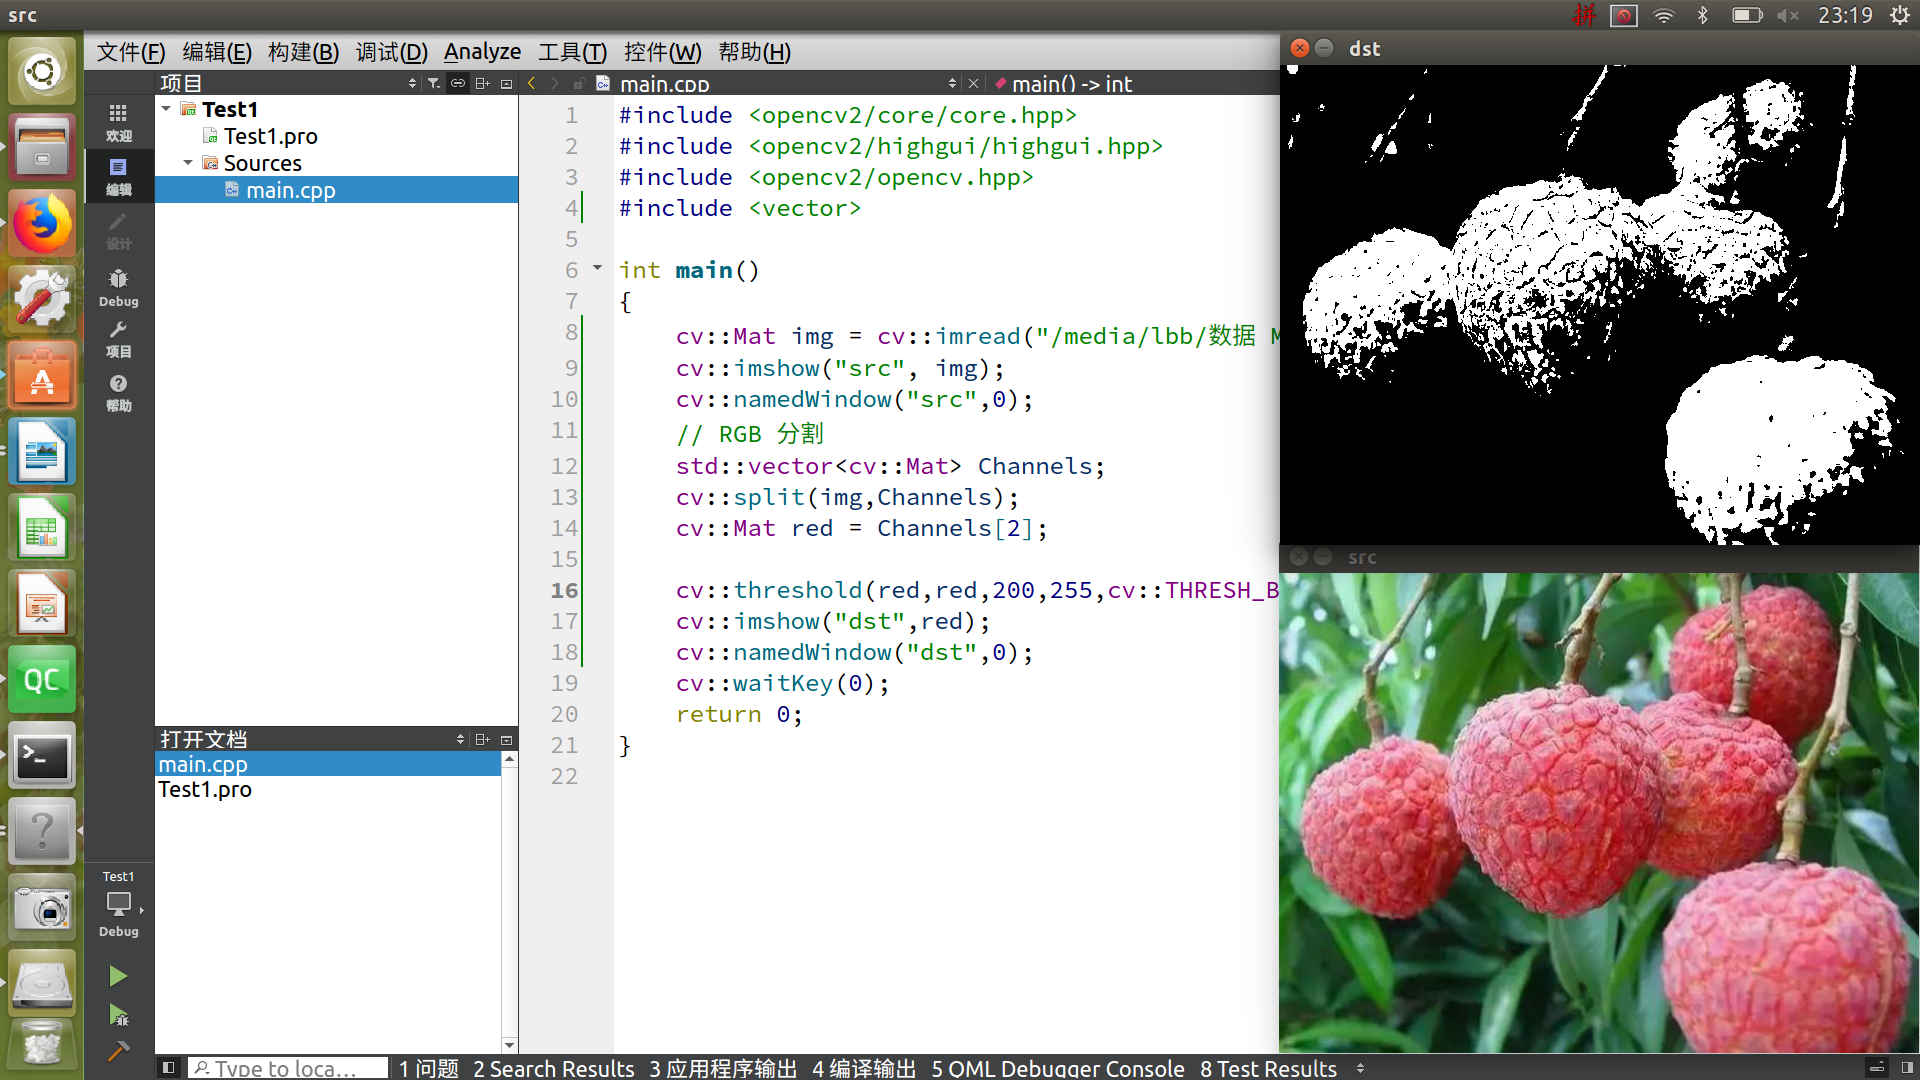 src
拼
23:19
文件(F) 编辑(E) 构建(B) 调试(D) Analyze 工具(T) 控件(W) 帮助(H)
dst
项目
main.cpp
main() -> int
欢迎
编辑
设计
Debug
项目
帮助
Test1
Test1.pro
Sources
main.cpp
1 #include <opencv2/core/core.hpp>
2 #include <opencv2/highgui/highgui.hpp>
3 #include <opencv2/opencv.hpp>
4 #include <vector>
5
6 int main()
7 {
8 cv::Mat img = cv::imread("/media/lbb/数据 M
9 cv::imshow("src", img);
10 cv::namedWindow("src",0);
11 // RGB 分割
12 std::vector<cv::Mat> Channels;
13 cv::split(img,Channels);
14 cv::Mat red = Channels[2];
15
16 cv::threshold(red,red,200,255,cv::THRESH_B
17 cv::imshow("dst",red);
18 cv::namedWindow("dst",0);
19 cv::waitKey(0);
20 return 0;
21 }
22
src
打开文档
main.cpp
Test1.pro
QC
Test1
Debug
Type to loca...
1 问题 2 Search Results 3 应用程序输出 4 编译输出 5 QML Debugger Console 8 Test Results